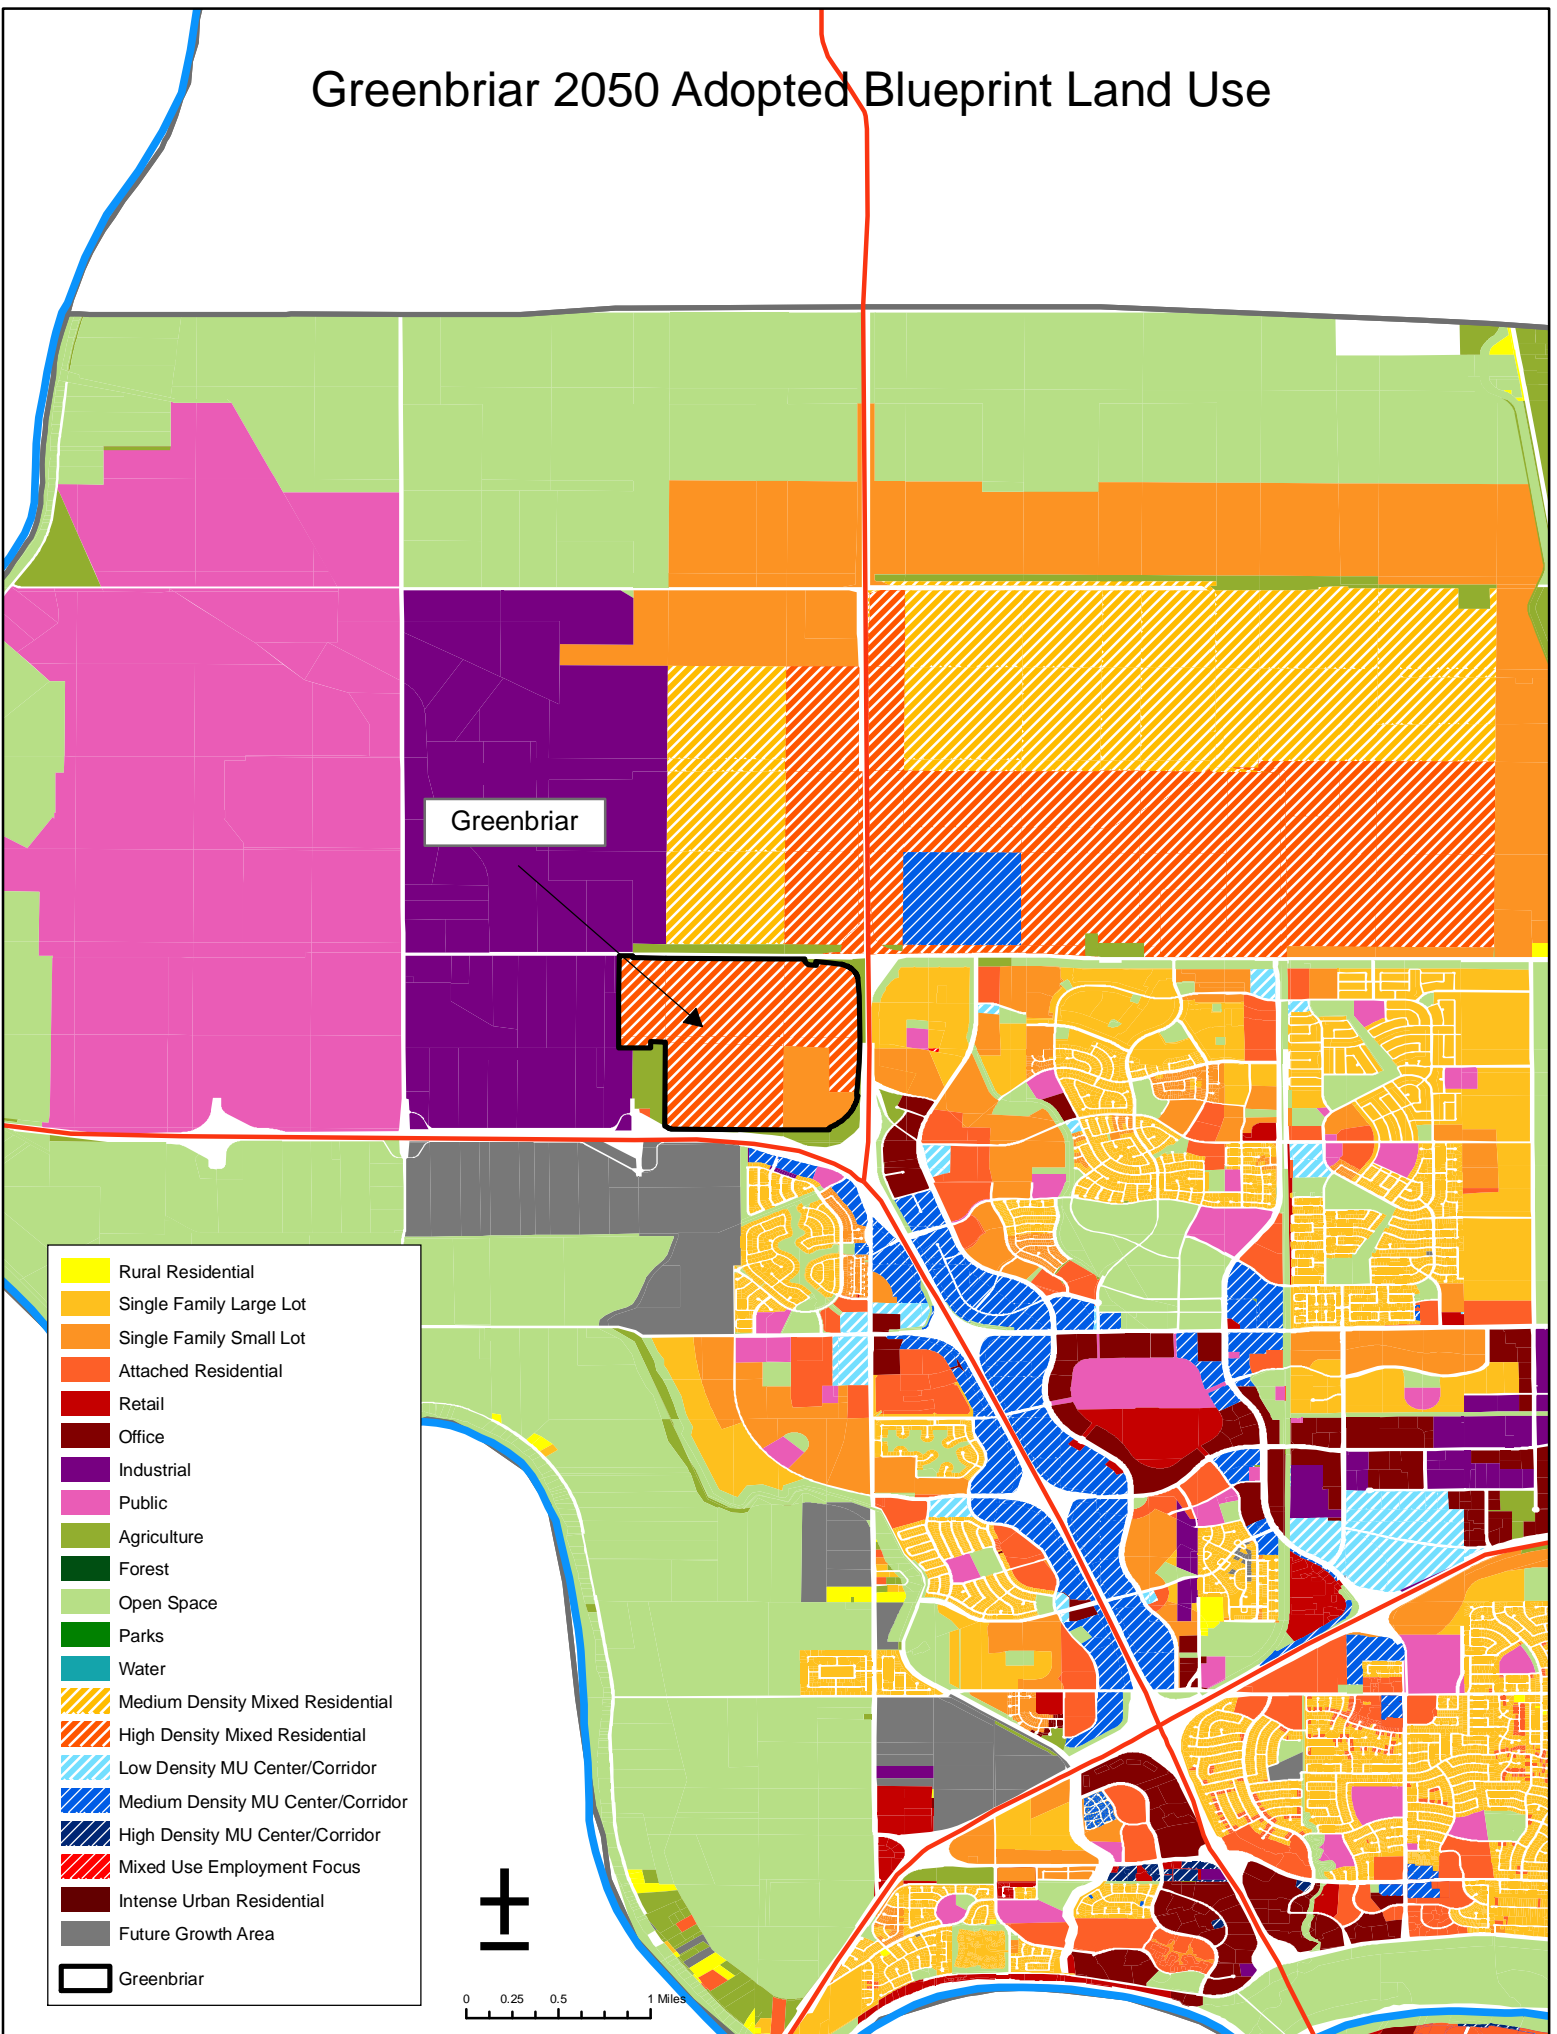 Greenbriar 2050 Adopted Blueprint Land Use
Greenbriar
Rural Residential
Single Family Large Lot
Single Family Small Lot
Attached Residential
Retail
Office
Industrial
Public
Agriculture
Forest
Open Space
Parks
Water
Medium Density Mixed Residential
High Density Mixed Residential
Low Density MU Center/Corridor
Medium Density MU Center/Corridor
High Density MU Center/Corridor
Mixed Use Employment Focus
Intense Urban Residential
Future Growth Area
Greenbriar
±
0 0.25 0.5 1 Miles